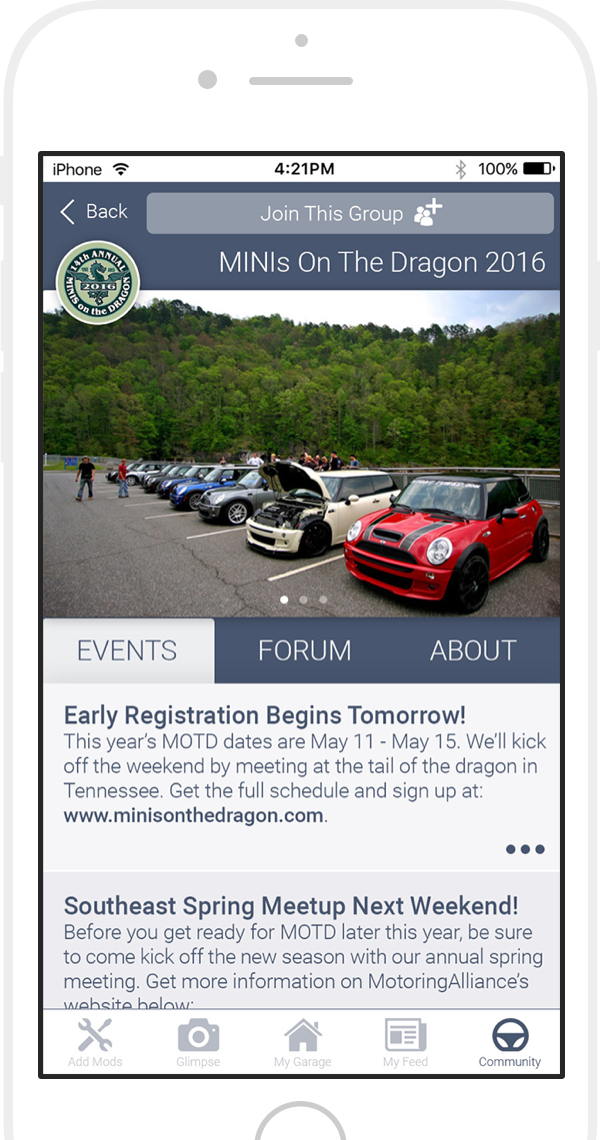 iPhone 4:21PM 100%
Back Join This Group
MINIs On The Dragon 2016
14th ANNUAL
2016
MINIS on the DRAGON
EVENTS FORUM ABOUT
Early Registration Begins Tomorrow!
This year's MOTD dates are May 11 - May 15. We'll kick
off the weekend by meeting at the tail of the dragon in
Tennessee. Get the full schedule and sign up at:
www.minisonthedragon.com.
Southeast Spring Meetup Next Weekend!
Before you get ready for MOTD later this year, be sure
to come kick off the new season with our annual spring
meeting. Get more information on MotoringAlliance's
website below:
Add Mods Glimpse My Garage My Feed Community